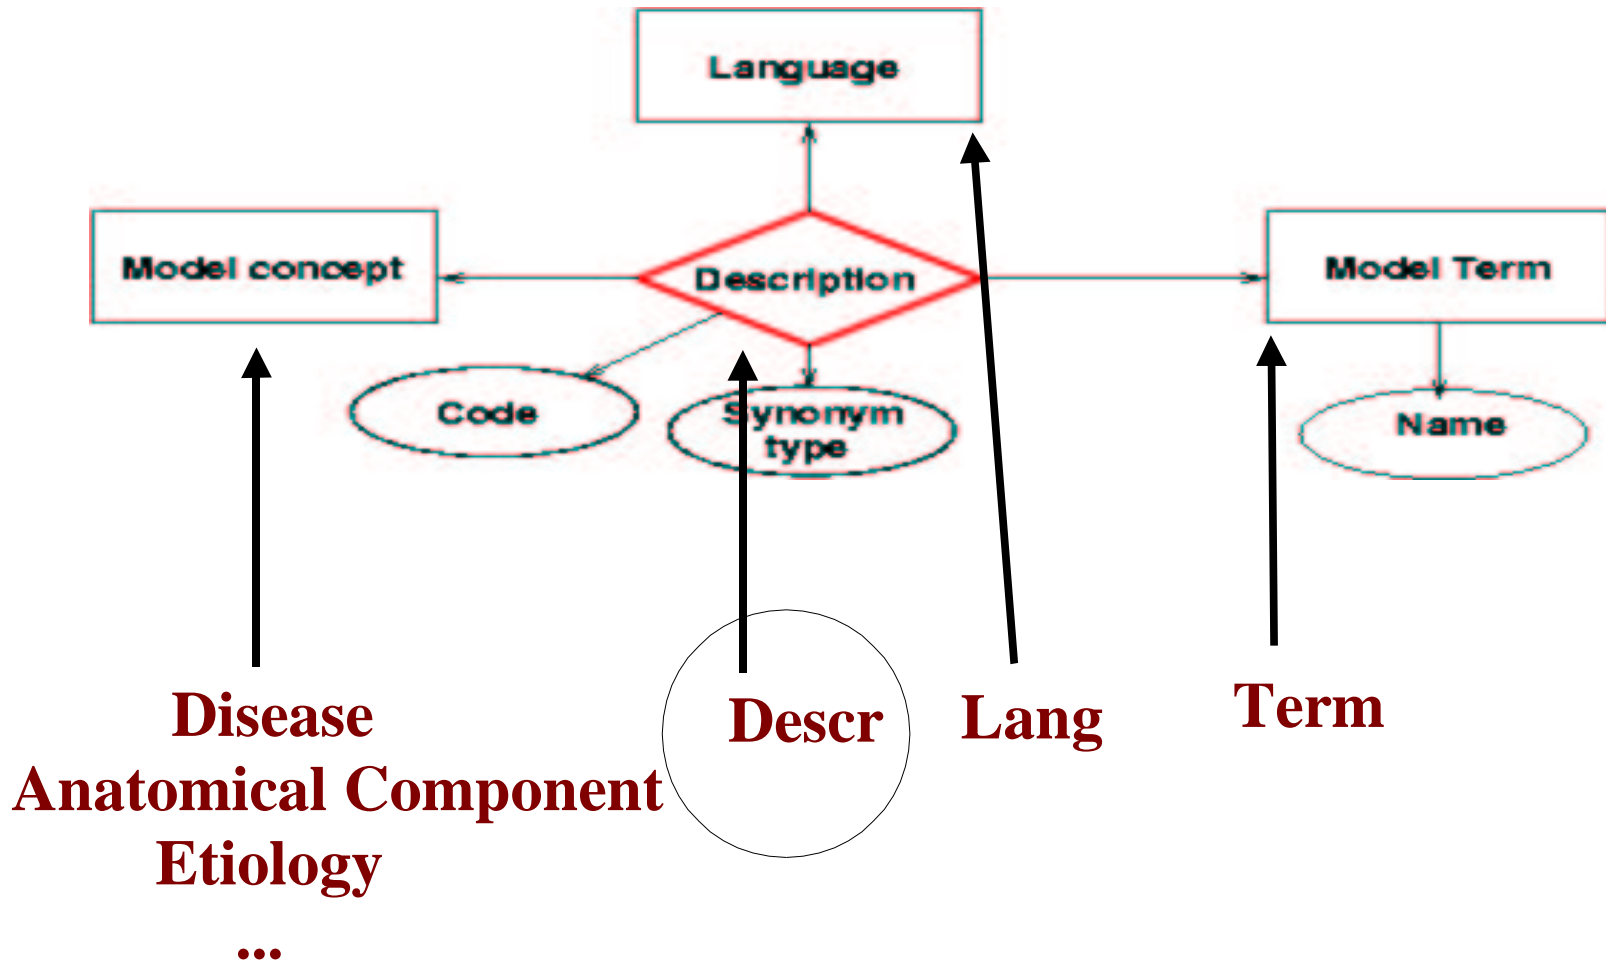 Language
Model concept
Description
Model Term
Code
Synonym
type
Name
Disease
Descr
Lang
Term
Anatomical Component
Etiology
...